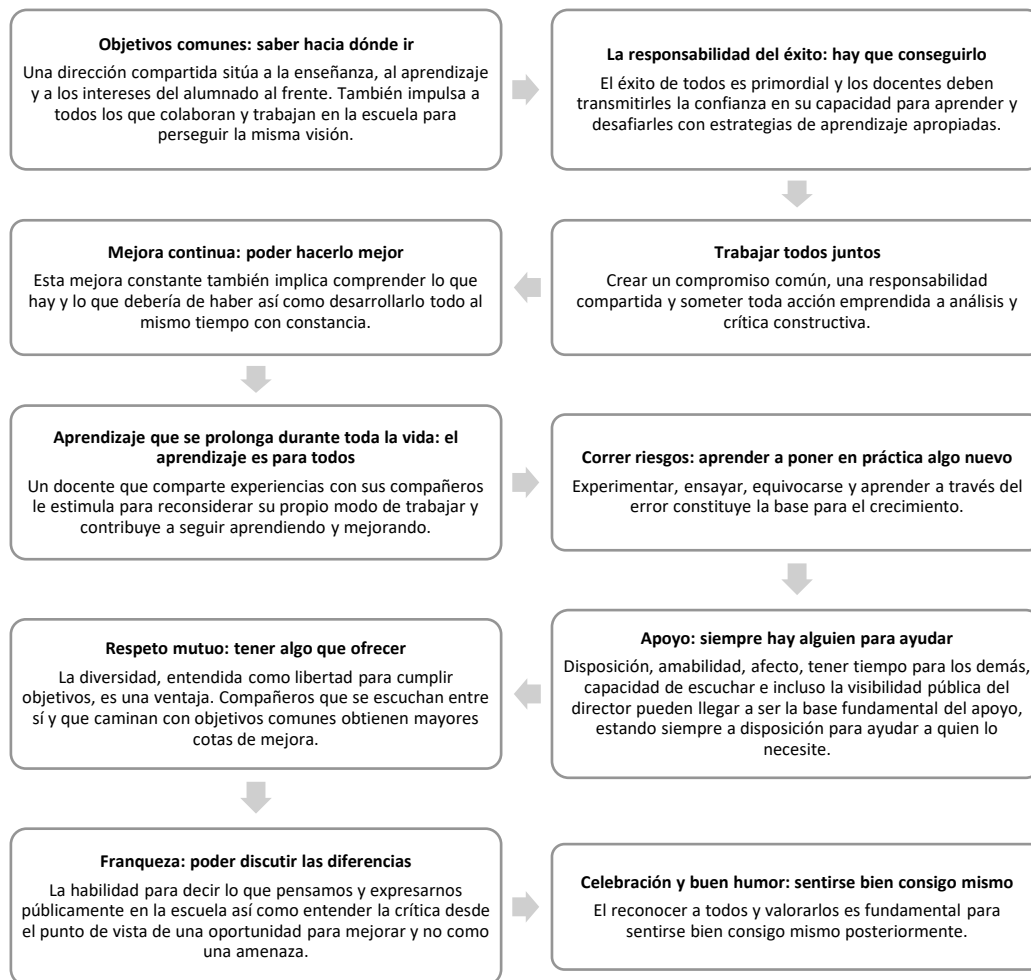 Objetivos comunes: saber hacia dónde ir
Una dirección compartida sitúa a la enseñanza, al aprendizaje
y a los intereses del alumnado al frente. También impulsa a
todos los que colaboran y trabajan en la escuela para
perseguir la misma visión.
La responsabilidad del éxito: hay que conseguirlo
El éxito de todos es primordial y los docentes deben
transmitirles la confianza en su capacidad para aprender y
desafiarles con estrategias de aprendizaje apropiadas.
Trabajar todos juntos
Crear un compromiso común, una responsabilidad
compartida y someter toda acción emprendida a análisis y
crítica constructiva.
Mejora continua: poder hacerlo mejor
Esta mejora constante también implica comprender lo que
hay y lo que debería de haber así como desarrollarlo todo al
mismo tiempo con constancia.
Aprendizaje que se prolonga durante toda la vida: el
aprendizaje es para todos
Un docente que comparte experiencias con sus compañeros
le estimula para reconsiderar su propio modo de trabajar y
contribuye a seguir aprendiendo y mejorando.
Correr riesgos: aprender a poner en práctica algo nuevo
Experimentar, ensayar, equivocarse y aprender a través del
error constituye la base para el crecimiento.
Apoyo: siempre hay alguien para ayudar
Disposición, amabilidad, afecto, tener tiempo para los demás,
capacidad de escuchar e incluso la visibilidad pública del
director pueden llegar a ser la base fundamental del apoyo,
estando siempre a disposición para ayudar a quien lo
necesite.
Respeto mutuo: tener algo que ofrecer
La diversidad, entendida como libertad para cumplir
objetivos, es una ventaja. Compañeros que se escuchan entre
sí y que caminan con objetivos comunes obtienen mayores
cotas de mejora.
Franqueza: poder discutir las diferencias
La habilidad para decir lo que pensamos y expresarnos
públicamente en la escuela así como entender la crítica desde
el punto de vista de una oportunidad para mejorar y no como
una amenaza.
Celebración y buen humor: sentirse bien consigo mismo
El reconocer a todos y valorarlos es fundamental para
sentirse bien consigo mismo posteriormente.